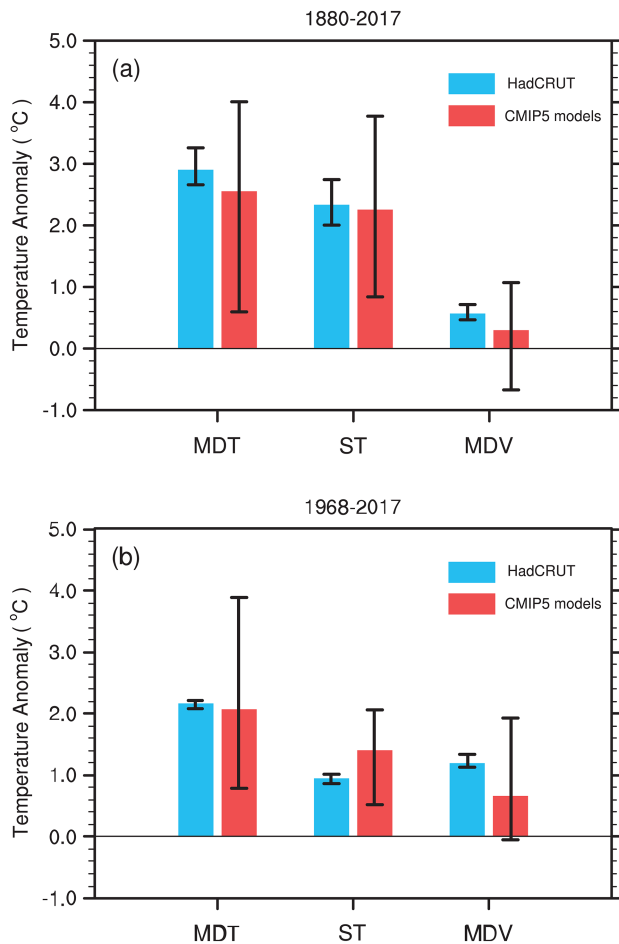 1880-2017
5.0
(a)
HadCRUT
4.0
CMIP5 models
3.0
2.0
1.0
0.0
-1.0
Temperature Anomaly ( °C)
MDT ST MDV
1968-2017
5.0
(b)
HadCRUT
4.0
CMIP5 models
3.0
2.0
1.0
0.0
-1.0
Temperature Anomaly ( °C)
MDT ST MDV